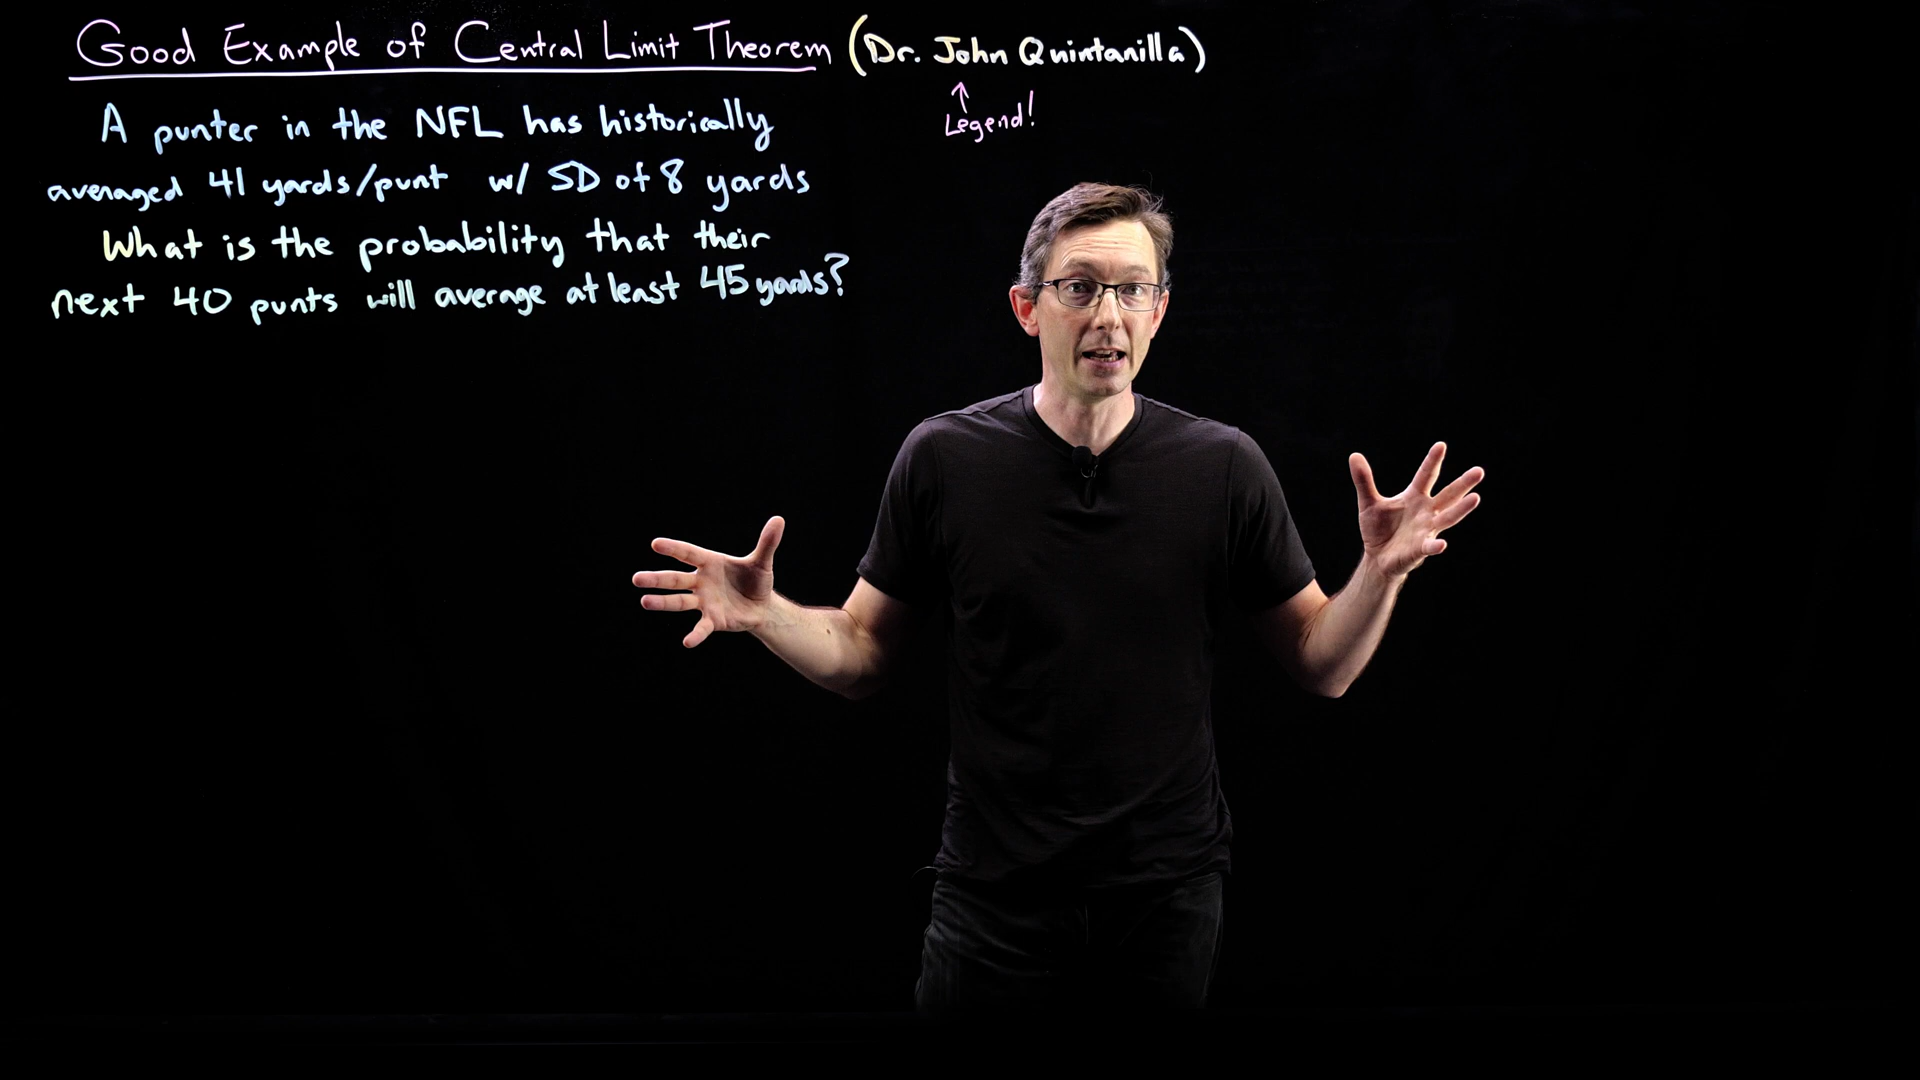 Good Example of Central Limit Theorem (Dr. John Quintanilla)
↑
Legend!
A punter in the NFL has historically
averaged 41 yards/punt w/ SD of 8 yards
What is the probability that their
next 40 punts will average at least 45 yards?